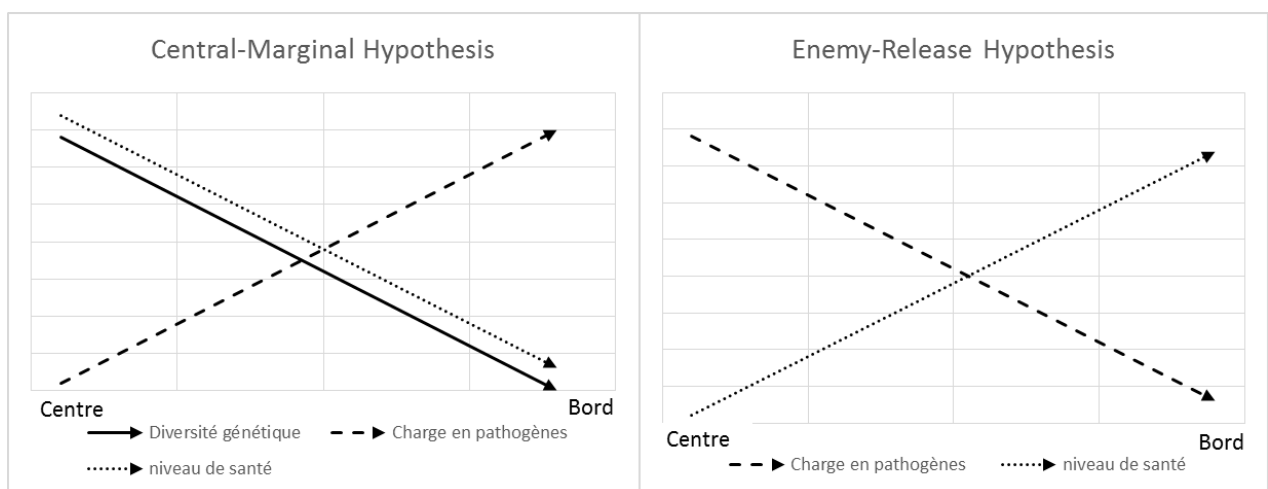 Central-Marginal Hypothesis
Centre
Bord
Diversité génétique
Charge en pathogènes
niveau de santé
Enemy-Release Hypothesis
Centre
Bord
Charge en pathogènes
niveau de santé